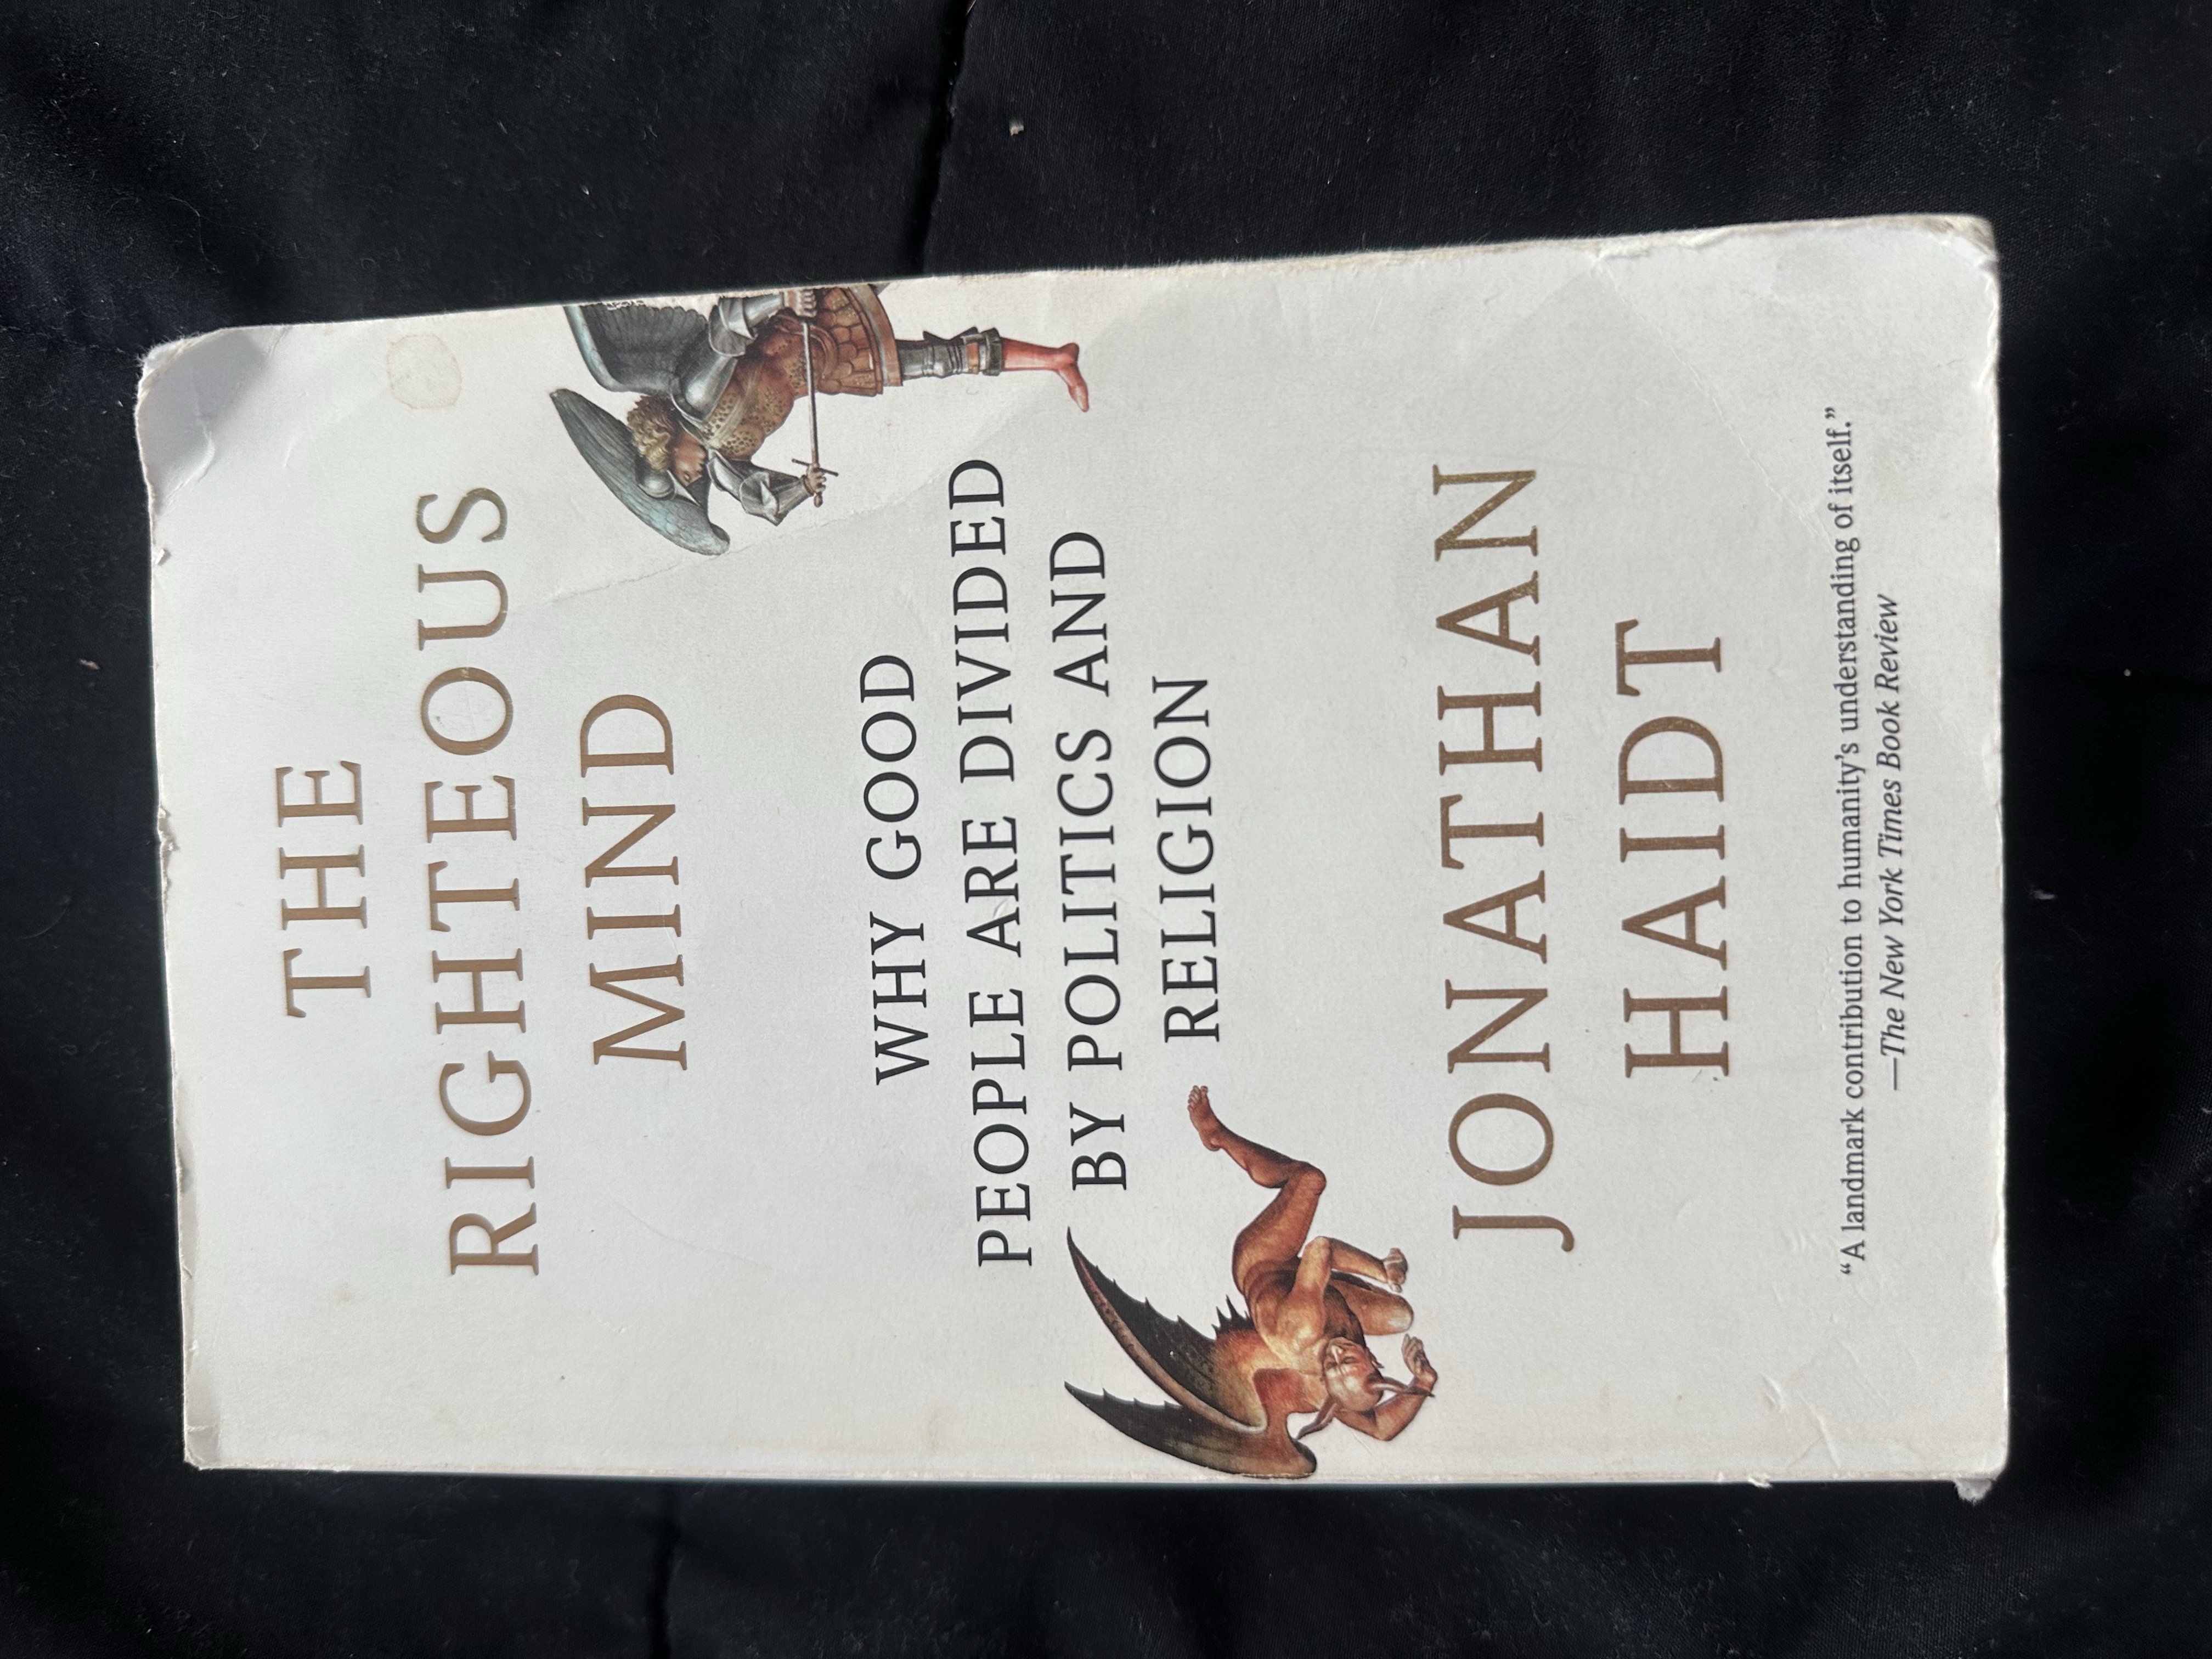 THE
RIGHTEOUS
MIND
WHY GOOD
PEOPLE ARE DIVIDED
BY POLITICS AND
RELIGION
JONATHAN
HAIDT
“A landmark contribution to humanity’s understanding of itself.”
—The New York Times Book Review